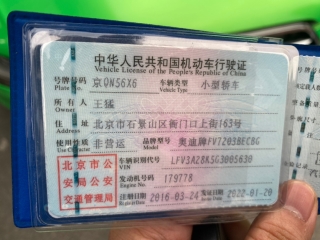 中华人民共和国机动车行驶证
Vehicle License of the People's Republic of China
号牌号码 京QN56X6 车辆类型 小型轿车
Plate No. Vehicle Type
所有人 王猛
Owner
住址 北京市石景山区衙门口上街163号
Address
使用性质 非营运 品牌型号 奥迪牌FV7203BECBG
Use Character Model
北京市公
安局公安
交通管理局
车辆识别代号 LFV3A28K5G3005630
VIN
发动机号码 179778
Engine No.
注册日期 2016-03-24 发证日期 2022-01-20